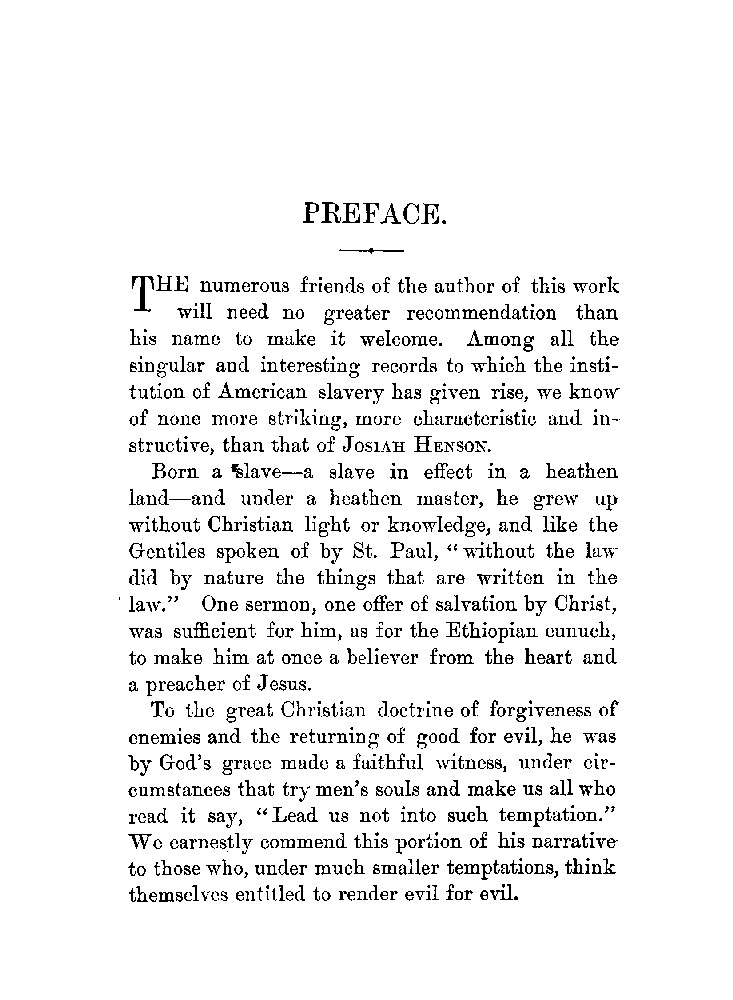 PREFACE.
THE numerous friends of the author of this work
will need no greater recommendation than
his name to make it welcome. Among all the
singular and interesting records to which the insti-
tution of American slavery has given rise, we know
of none more striking, more characteristic and in-
structive, than that of JOSIAH HENSON.
Born a slave—a slave in effect in a heathen
land—and under a heathen master, he grew up
without Christian light or knowledge, and like the
Gentiles spoken of by St. Paul, “without the law
did by nature the things that are written in the
law.” One sermon, one offer of salvation by Christ,
was sufficient for him, as for the Ethiopian eunuch,
to make him at once a believer from the heart and
a preacher of Jesus.
To the great Christian doctrine of forgiveness of
enemies and the returning of good for evil, he was
by God’s grace made a faithful witness, under cir-
cumstances that try men’s souls and make us all who
read it say, “Lead us not into such temptation.”
We earnestly commend this portion of his narrative
to those who, under much smaller temptations, think
themselves entitled to render evil for evil.